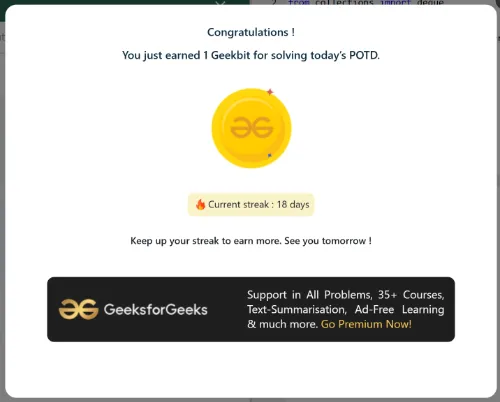 from collections import deque
Congratulations !
You just earned 1 Geekbit for solving today's POTD.
Current streak : 18 days
Keep up your streak to earn more. See you tomorrow !
GeeksforGeeks
Support in All Problems, 35+ Courses,
Text-Summarisation, Ad-Free Learning
& much more. Go Premium Now!